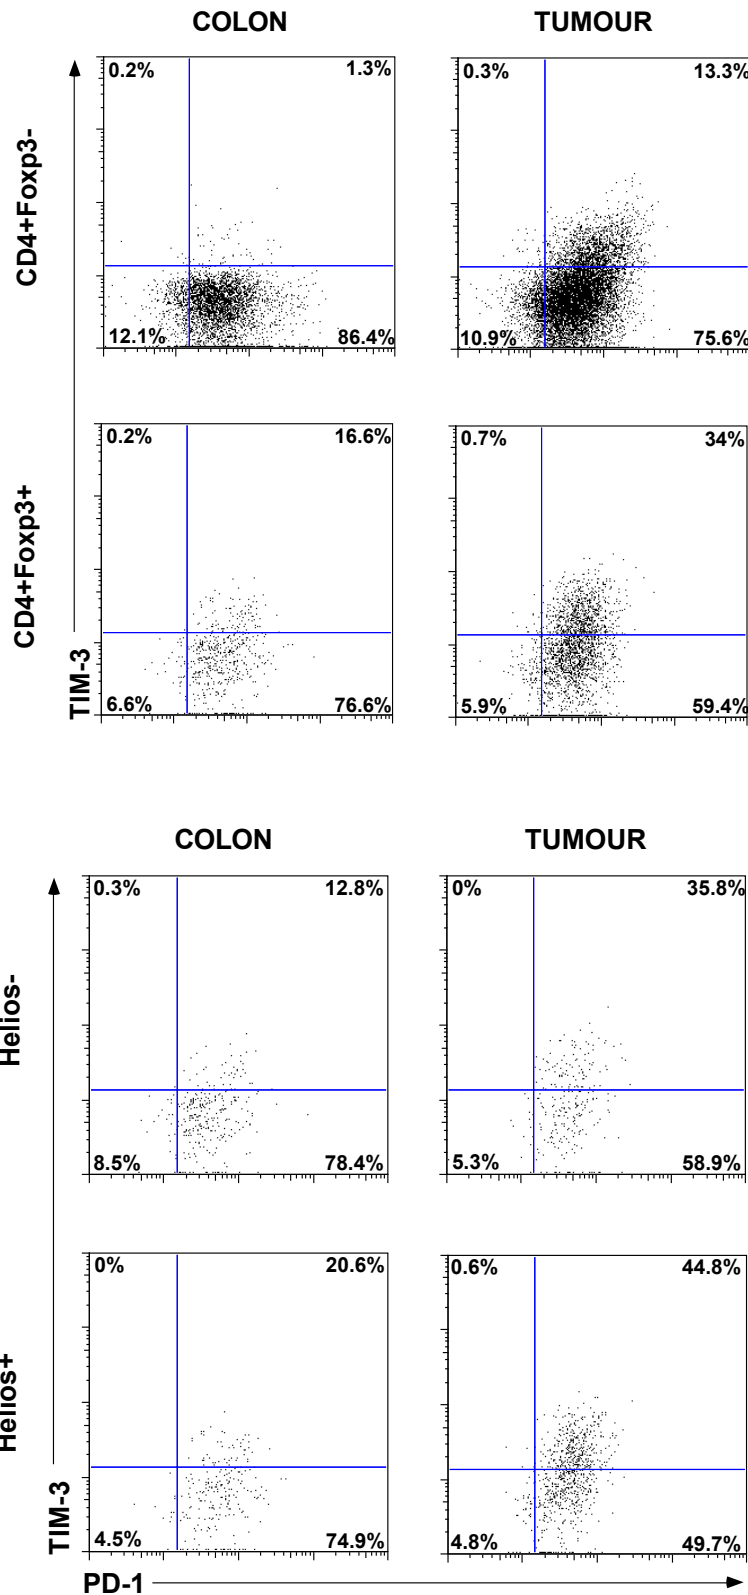 COLON TUMOUR
0.2% 1.3% 0.3% 13.3%
CD4+Foxp3-
12.1% 86.4% 10.9% 75.6%
0.2% 16.6% 0.7% 34%
CD4+Foxp3+
TIM-3
6.6% 76.6% 5.9% 59.4%
COLON TUMOUR
0.3% 12.8% 0% 35.8%
Helios-
8.5% 78.4% 5.3% 58.9%
0% 20.6% 0.6% 44.8%
Helios+
TIM-3
4.5% 74.9% 4.8% 49.7%
PD-1